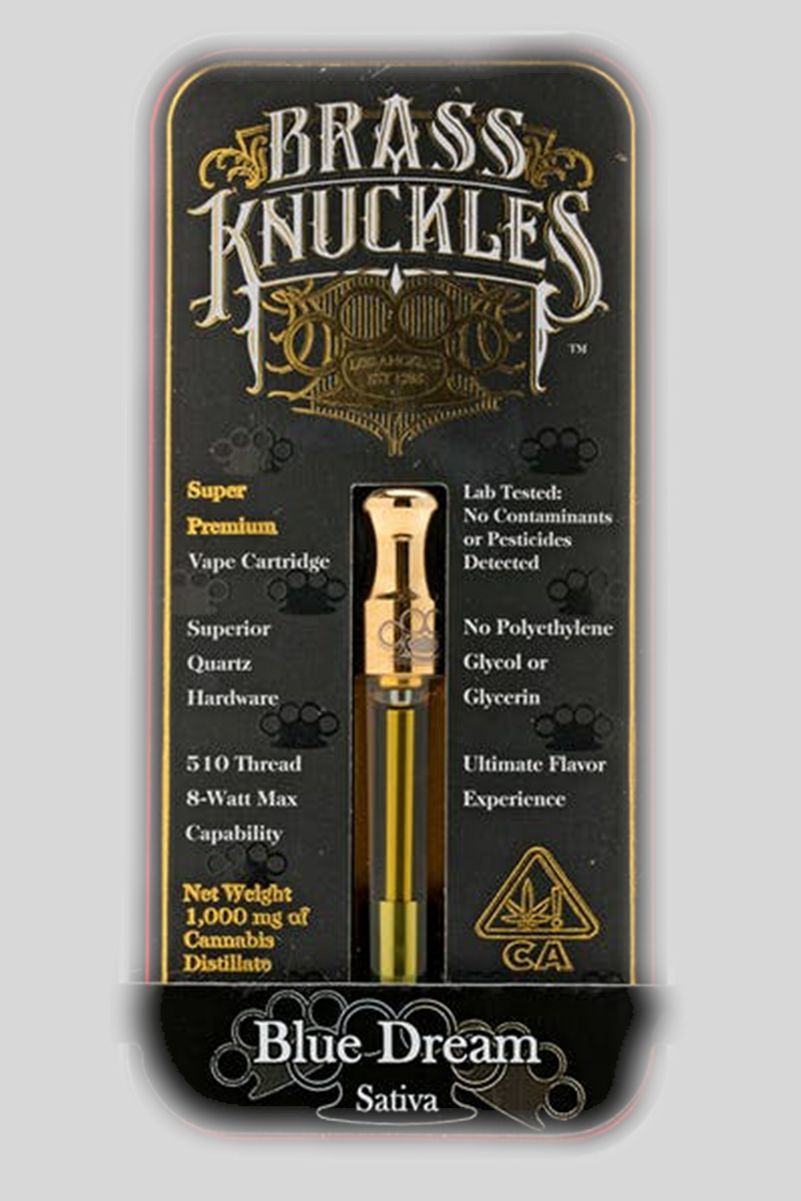 BRASS
KNUCKLES
TM
LOS ANGELES
Super
Premium
Vape Cartridge
Superior
Quartz
Hardware
510 Thread
8-Watt Max
Capability
Net Weight
1,000 mg of
Cannabis
Distillate
Lab Tested:
No Contaminants
or Pesticides
Detected
No Polyethylene
Glycol or
Glycerin
Ultimate Flavor
Experience
!
CA
Blue Dream
Sativa